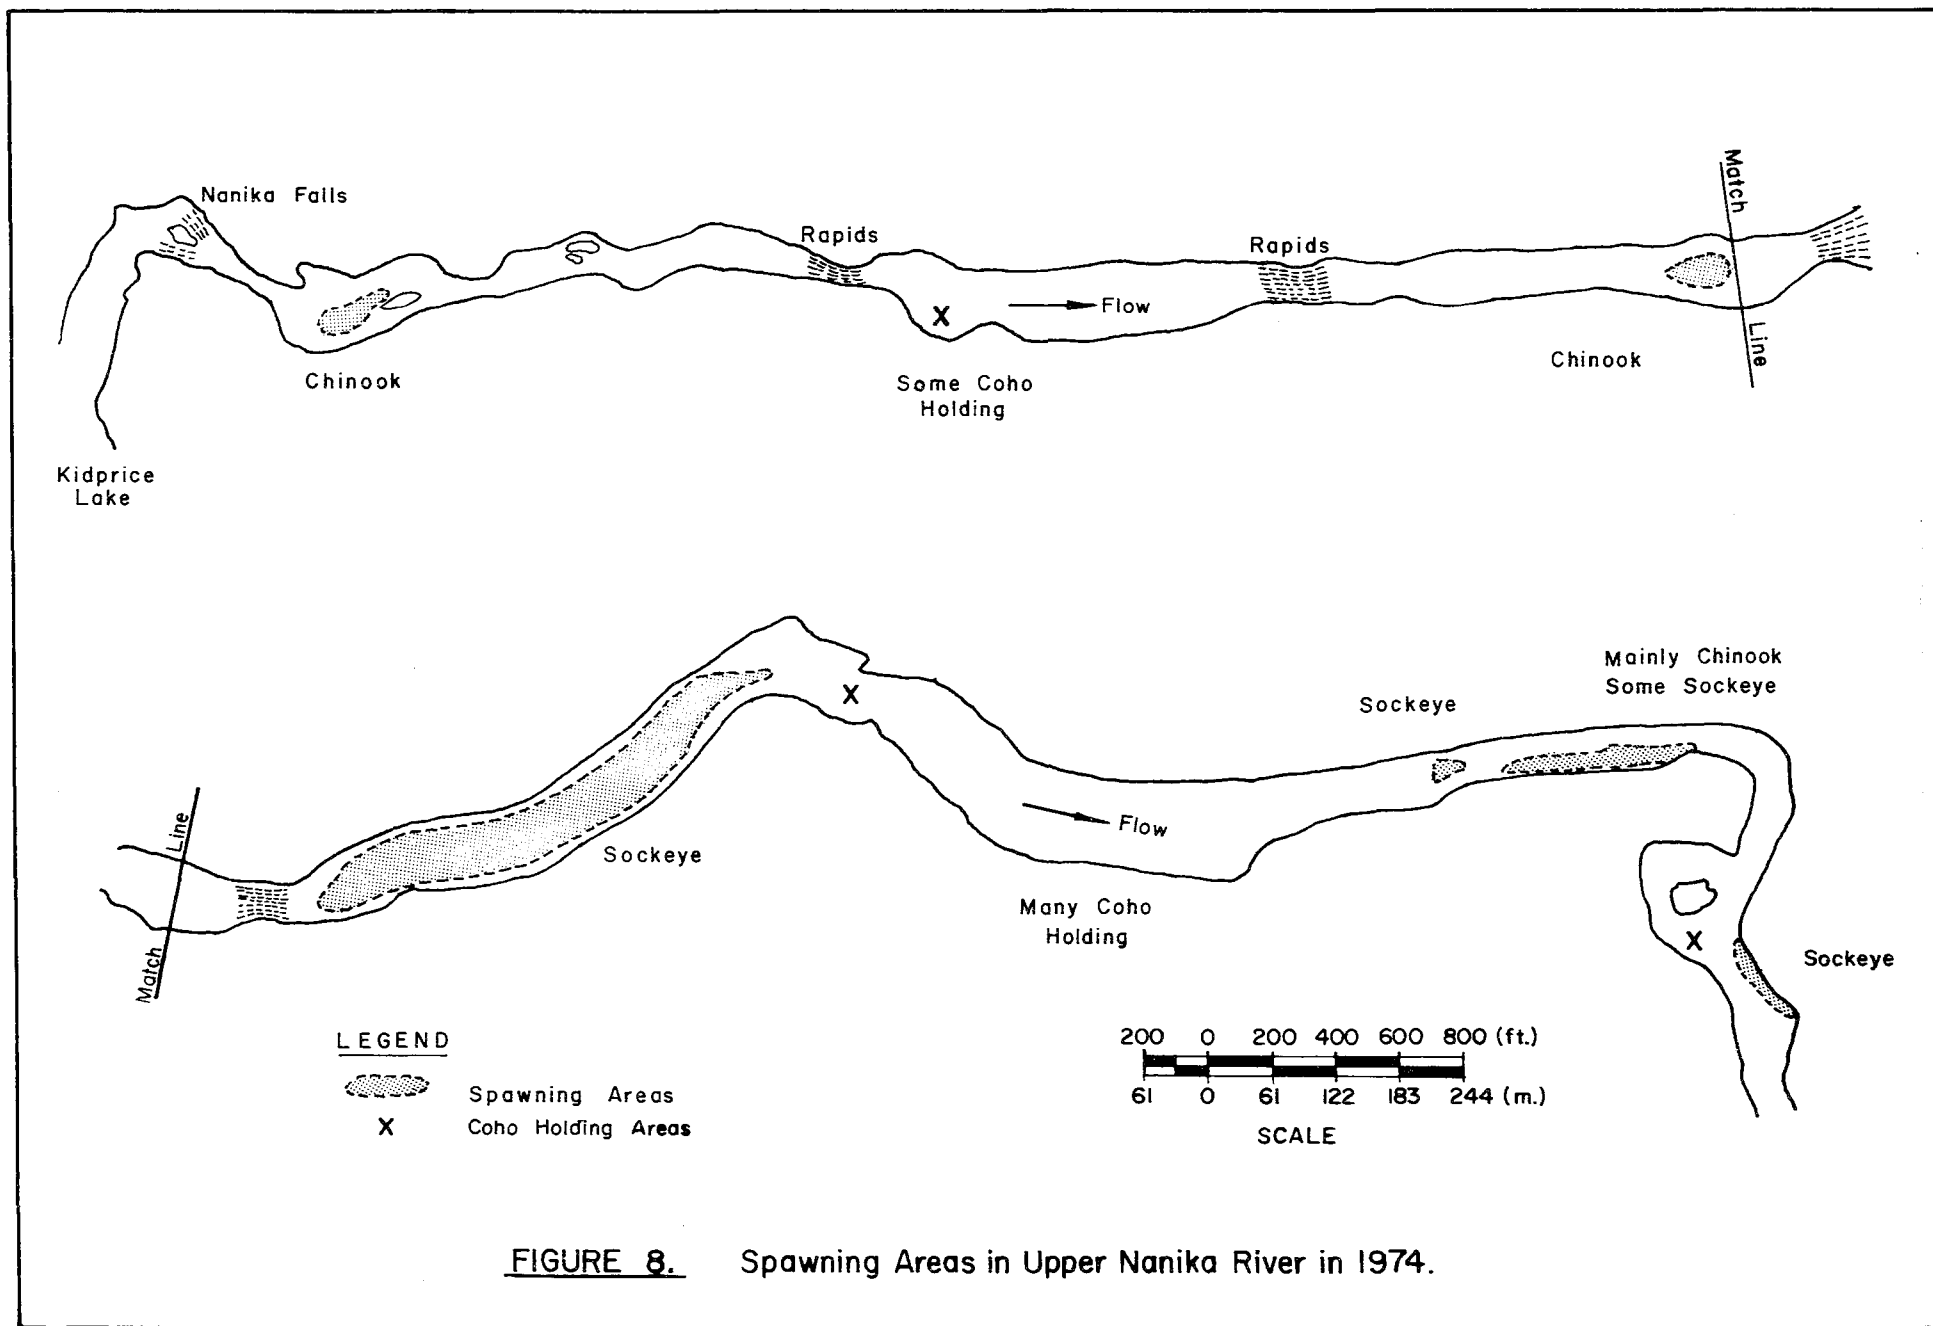 Nanika Falls
Rapids
Rapids
Match
Line
Flow
Chinook
Some Coho
Holding
Chinook
Kidprice
Lake
Mainly Chinook
Some Sockeye
Sockeye
Line
Match
Sockeye
Flow
Many Coho
Holding
Sockeye
LEGEND
Spawning Areas
X Coho Holding Areas
200 0 200 400 600 800 (ft.)
61 0 61 122 183 244 (m.)
SCALE
X
X
X
FIGURE 8. Spawning Areas in Upper Nanika River in 1974.